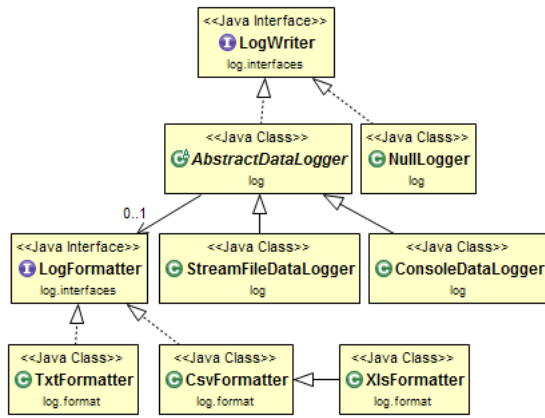 <<Java Interface>>
LogWriter
log.interfaces
<<Java Class>>
AbstractDataLogger
log
<<Java Class>>
NullLogger
log
0..1
<<Java Interface>>
LogFormatter
log.interfaces
<<Java Class>>
StreamFileDataLogger
log
<<Java Class>>
ConsoleDataLogger
log
<<Java Class>>
TxtFormatter
log.format
<<Java Class>>
CsvFormatter
log.format
<<Java Class>>
XlsFormatter
log.format